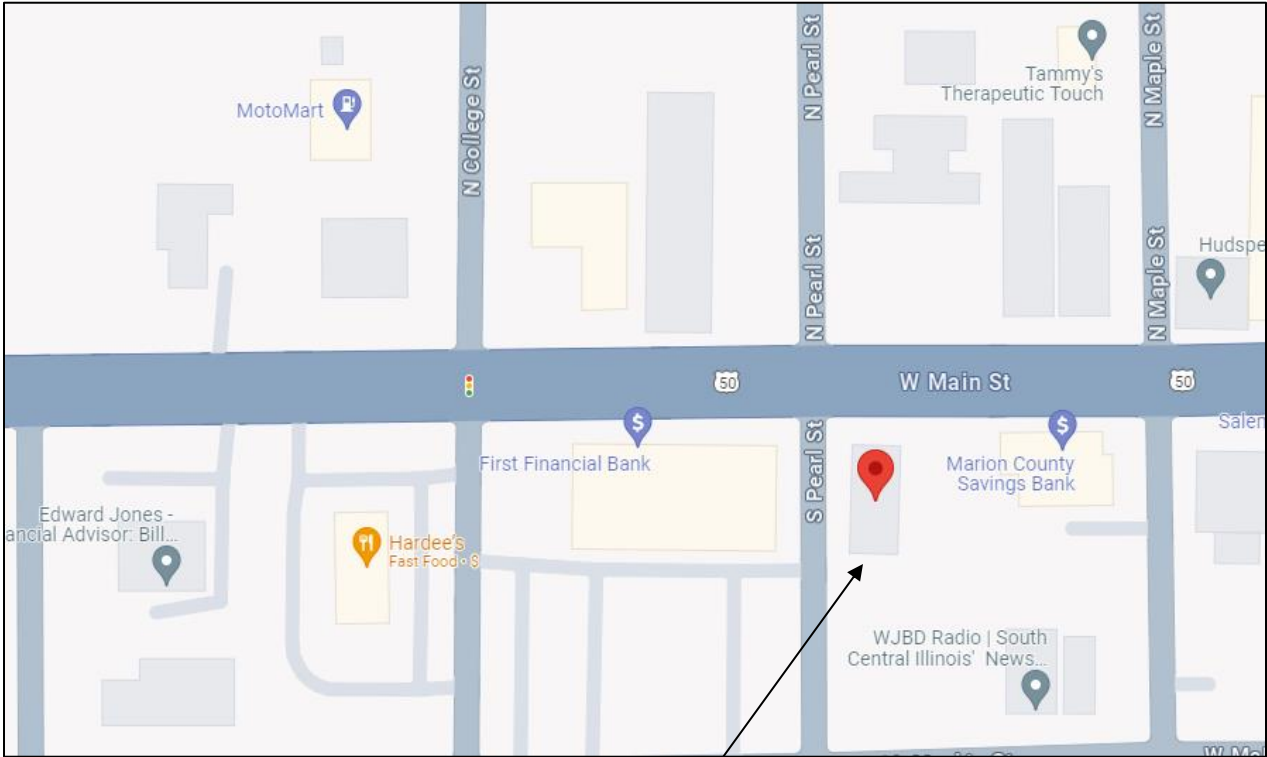 N College St
N Pearl St
N Maple St
MotoMart
Tammy's
Therapeutic Touch
N Pearl St
N Maple St
Hudspe
50
W Main St
50
$
$
Salem
First Financial Bank
S Pearl St
Marion County
Savings Bank
Edward Jones -
ancial Advisor: Bill...
Hardee's
Fast Food · $
WJBD Radio | South
Central Illinois' News...